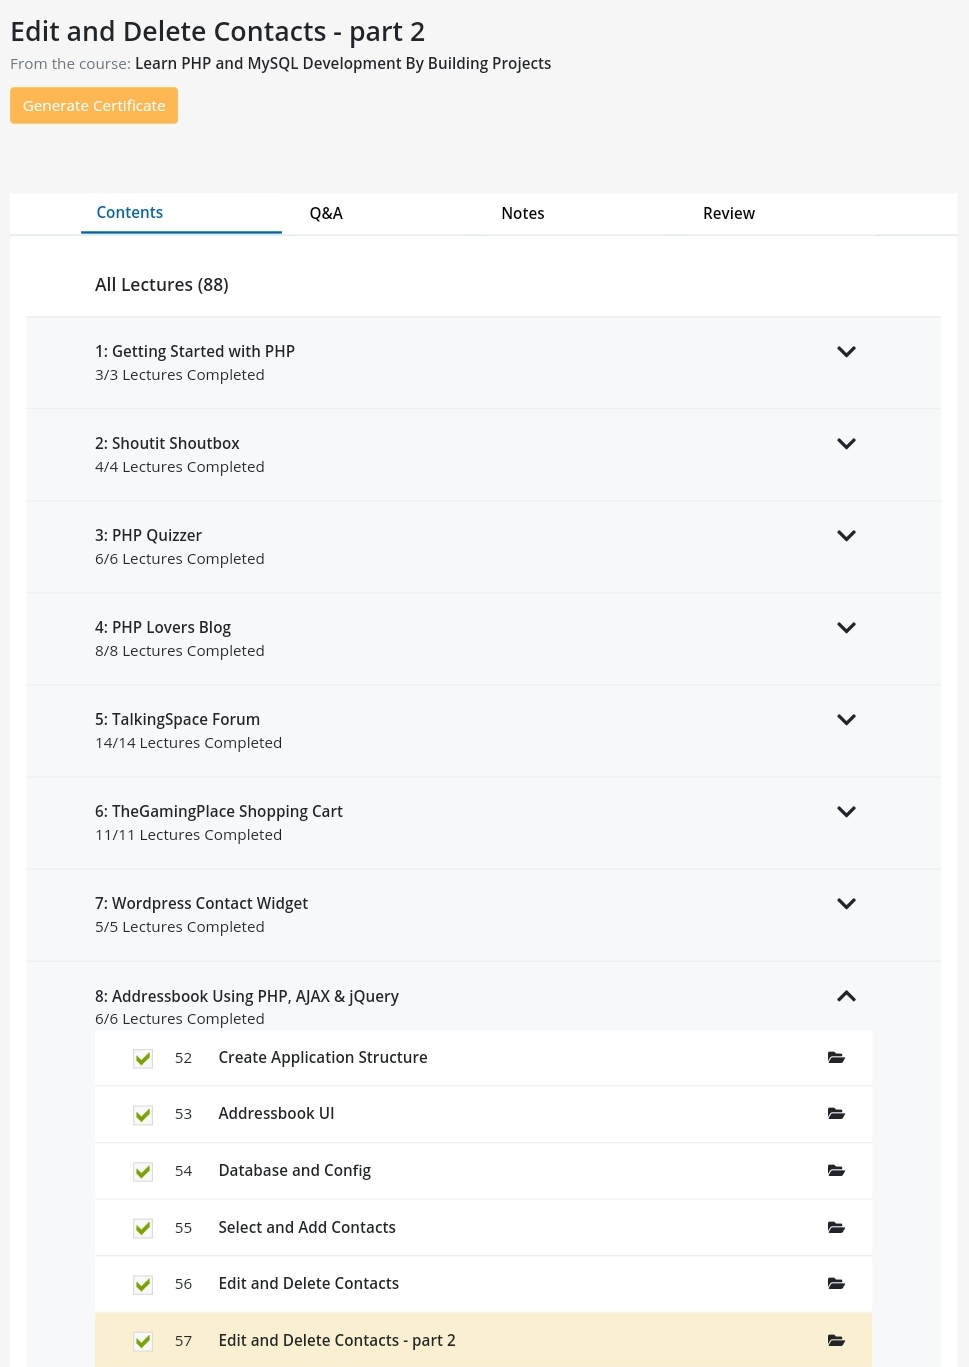 Edit and Delete Contacts - part 2
From the course: Learn PHP and MySQL Development By Building Projects
Generate Certificate
Contents Q&A Notes Review
All Lectures (88)
1: Getting Started with PHP
3/3 Lectures Completed
2: Shoutit Shoutbox
4/4 Lectures Completed
3: PHP Quizzer
6/6 Lectures Completed
4: PHP Lovers Blog
8/8 Lectures Completed
5: TalkingSpace Forum
14/14 Lectures Completed
6: TheGamingPlace Shopping Cart
11/11 Lectures Completed
7: Wordpress Contact Widget
5/5 Lectures Completed
8: Addressbook Using PHP, AJAX & jQuery
6/6 Lectures Completed
52 Create Application Structure
53 Addressbook UI
54 Database and Config
55 Select and Add Contacts
56 Edit and Delete Contacts
57 Edit and Delete Contacts - part 2